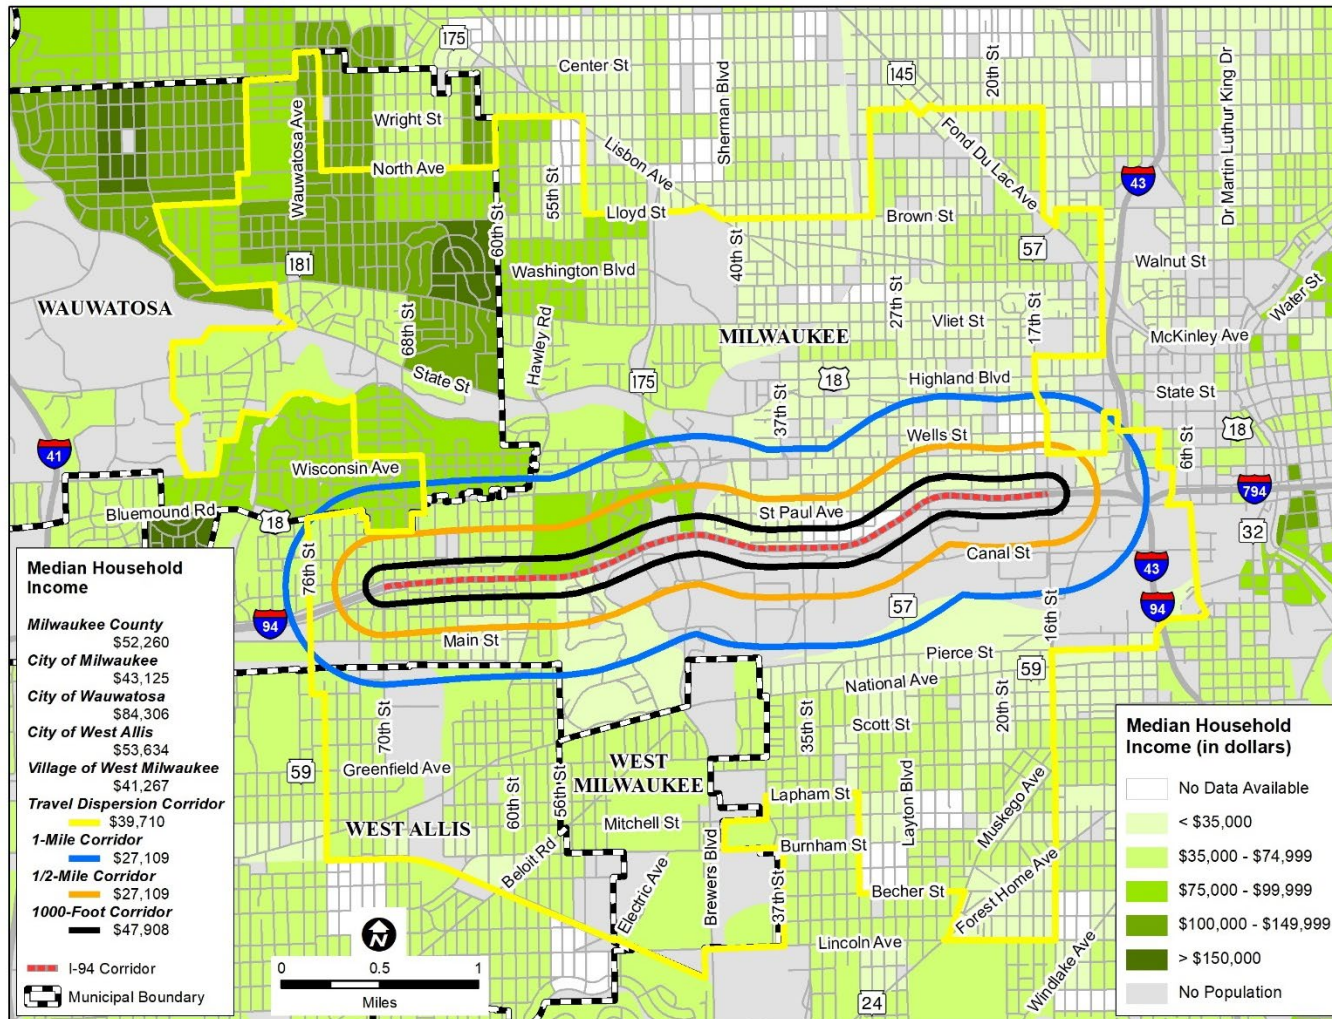 175
Center St
Sherman Blvd
145
20th St
Dr Martin Luthur King Dr
Wauwatosa Ave
Wright St
North Ave
Lisbon Ave
Fond Du Lac Ave
43
60th St
55th St
Lloyd St
40th St
Brown St
57
181
Washington Blvd
Walnut St
Water St
WAUWATOSA
68th St
Hawley Rd
MILWAUKEE
27th St
Vliet St
17th St
McKinley Ave
State St
175
37th St
18
Highland Blvd
State St
41
Wisconsin Ave
Wells St
6th St
18
Bluemound Rd
18
St Paul Ave
794
32
76th St
Canal St
43
94
Main St
57
16th St
94
Pierce St
National Ave
59
70th St
35th St
Scott St
20th St
59
Greenfield Ave
60th St
56th St
WEST
MILWAUKEE
Lapham St
Layton Blvd
Muskego Ave
WEST ALLIS
Mitchell St
Beloit Rd
Burnham St
Electric Ave
Brewers Blvd
37th St
Becher St
Forest Home Ave
Lincoln Ave
Windlake Ave
24
Median Household
Income
Milwaukee County
$52,260
City of Milwaukee
$43,125
City of Wauwatosa
$84,306
City of West Allis
$53,634
Village of West Milwaukee
$41,267
Travel Dispersion Corridor
$39,710
1-Mile Corridor
$27,109
1/2-Mile Corridor
$27,109
1000-Foot Corridor
$47,908
I-94 Corridor
Municipal Boundary
N
0 0.5 1
Miles
Median Household
Income (in dollars)
No Data Available
< $35,000
$35,000 - $74,999
$75,000 - $99,999
$100,000 - $149,999
> $150,000
No Population